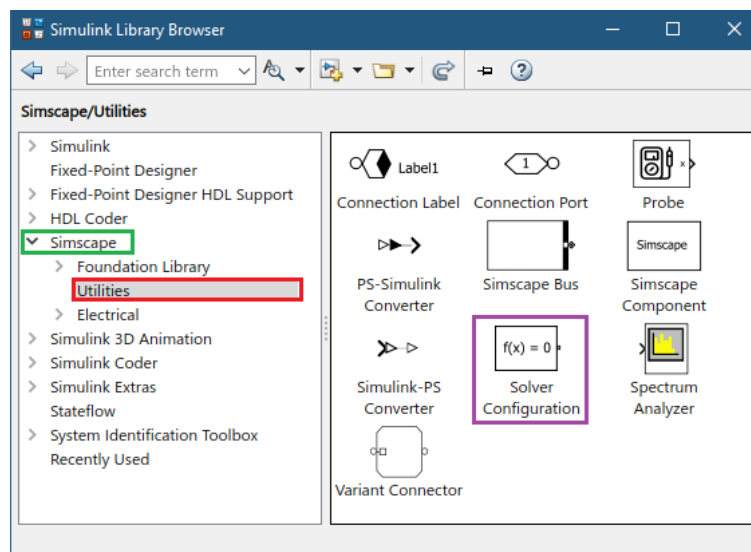 Simulink Library Browser
Enter search term
Simscape/Utilities
Simulink
Fixed-Point Designer
Fixed-Point Designer HDL Support
HDL Coder
Simscape
Foundation Library
Utilities
Electrical
Simulink 3D Animation
Simulink Coder
Simulink Extras
Stateflow
System Identification Toolbox
Recently Used
Label1
1
x
Connection Label
Connection Port
Probe
Simscape
PS-Simulink
Converter
Simscape Bus
Simscape
Component
f(x) = 0
Simulink-PS
Converter
Solver
Configuration
Spectrum
Analyzer
Variant Connector